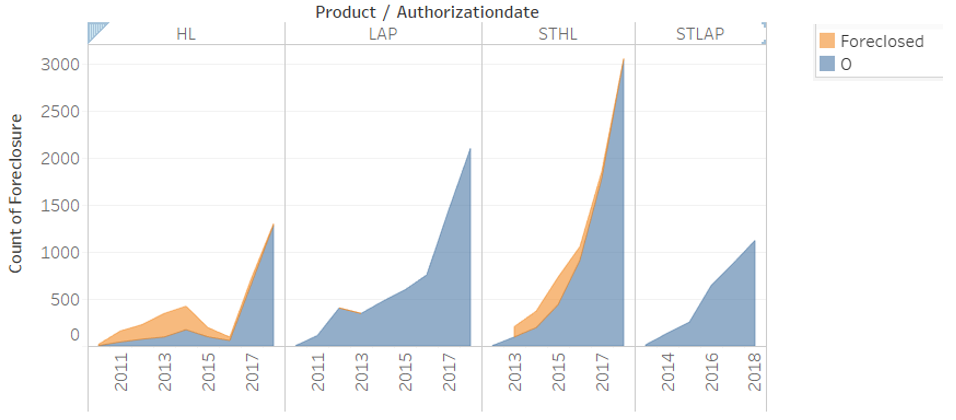 Product / Authorizationdate
HL LAP STHL STLAP
Foreclosed
O
Count of Foreclosure
3000
2500
2000
1500
1000
500
0
2011 2013 2015 2017 2011 2013 2015 2017 2013 2015 2017 2014 2016 2018